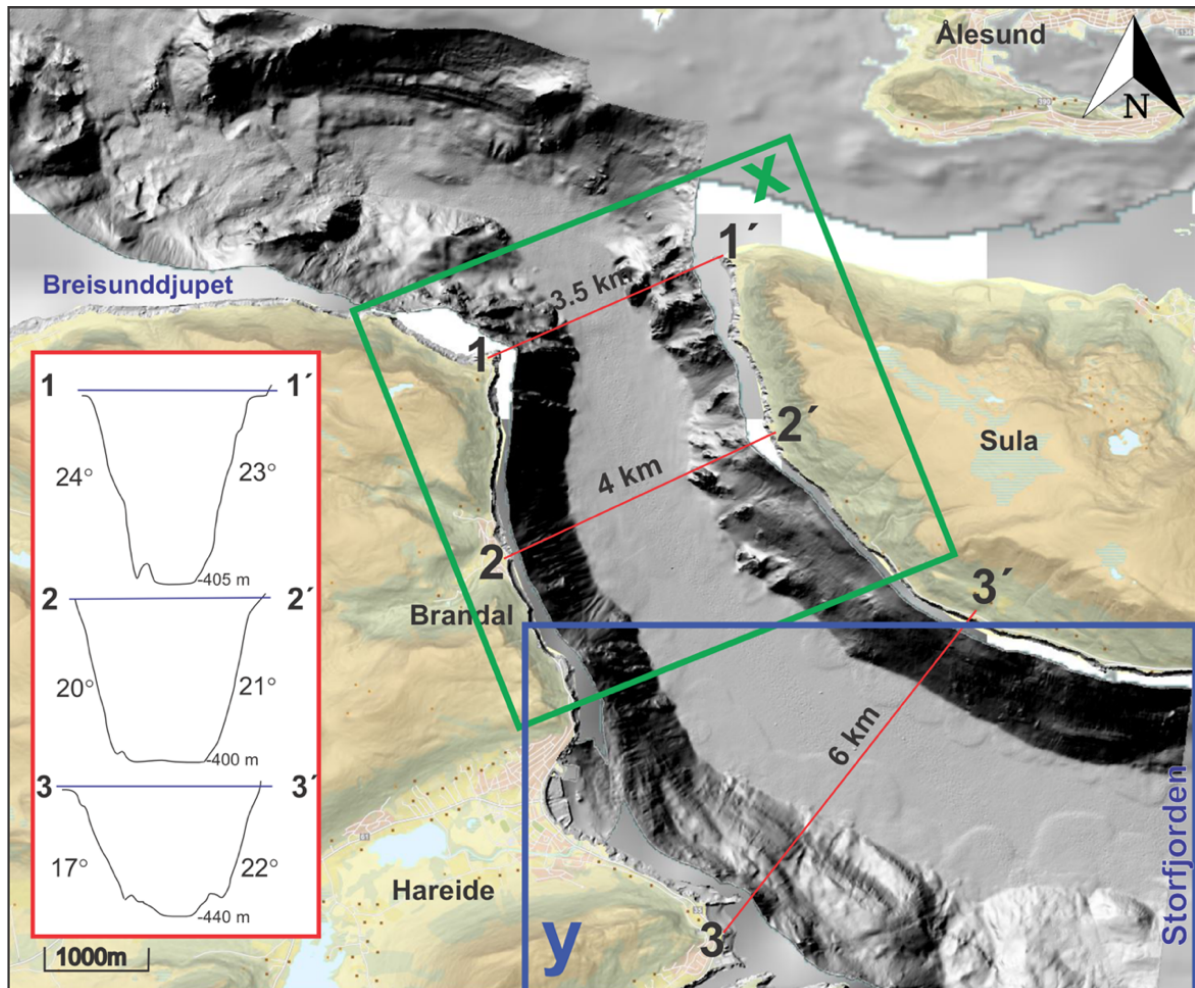 Ålesund
N
x
1´
Breisunddjupet
3.5 km
1
1
1´
24°
23°
2´
Sula
4 km
-405 m
2
2
2´
3´
Brandal
20°
21°
-400 m
6 km
3
3´
17°
22°
Hareide
Storfjorden
-440 m
3
y
1000m